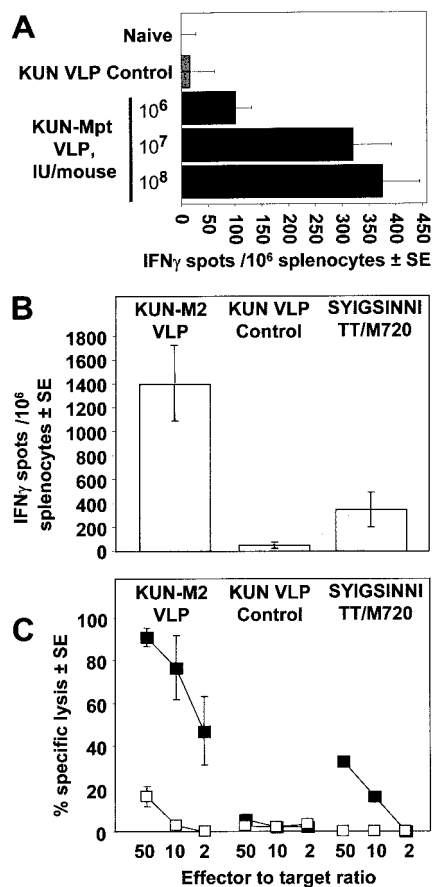 A
Naive
KUN VLP Control
KUN-Mpt
VLP,
IU/mouse
10⁶
10⁷
10⁸
0
50
100
150
200
250
300
350
400
450
IFNγ spots /10⁶ splenocytes ± SE
B
KUN-M2
VLP
KUN VLP
Control
SYIGSINNI
TT/M720
IFNγ spots /10⁶
splenocytes ± SE
1800
1600
1400
1200
1000
800
600
400
200
0
C
KUN-M2
VLP
KUN VLP
Control
SYIGSINNI
TT/M720
% specific lysis ± SE
100
80
60
40
20
0
50 10 2 50 10 2 50 10 2
Effector to target ratio